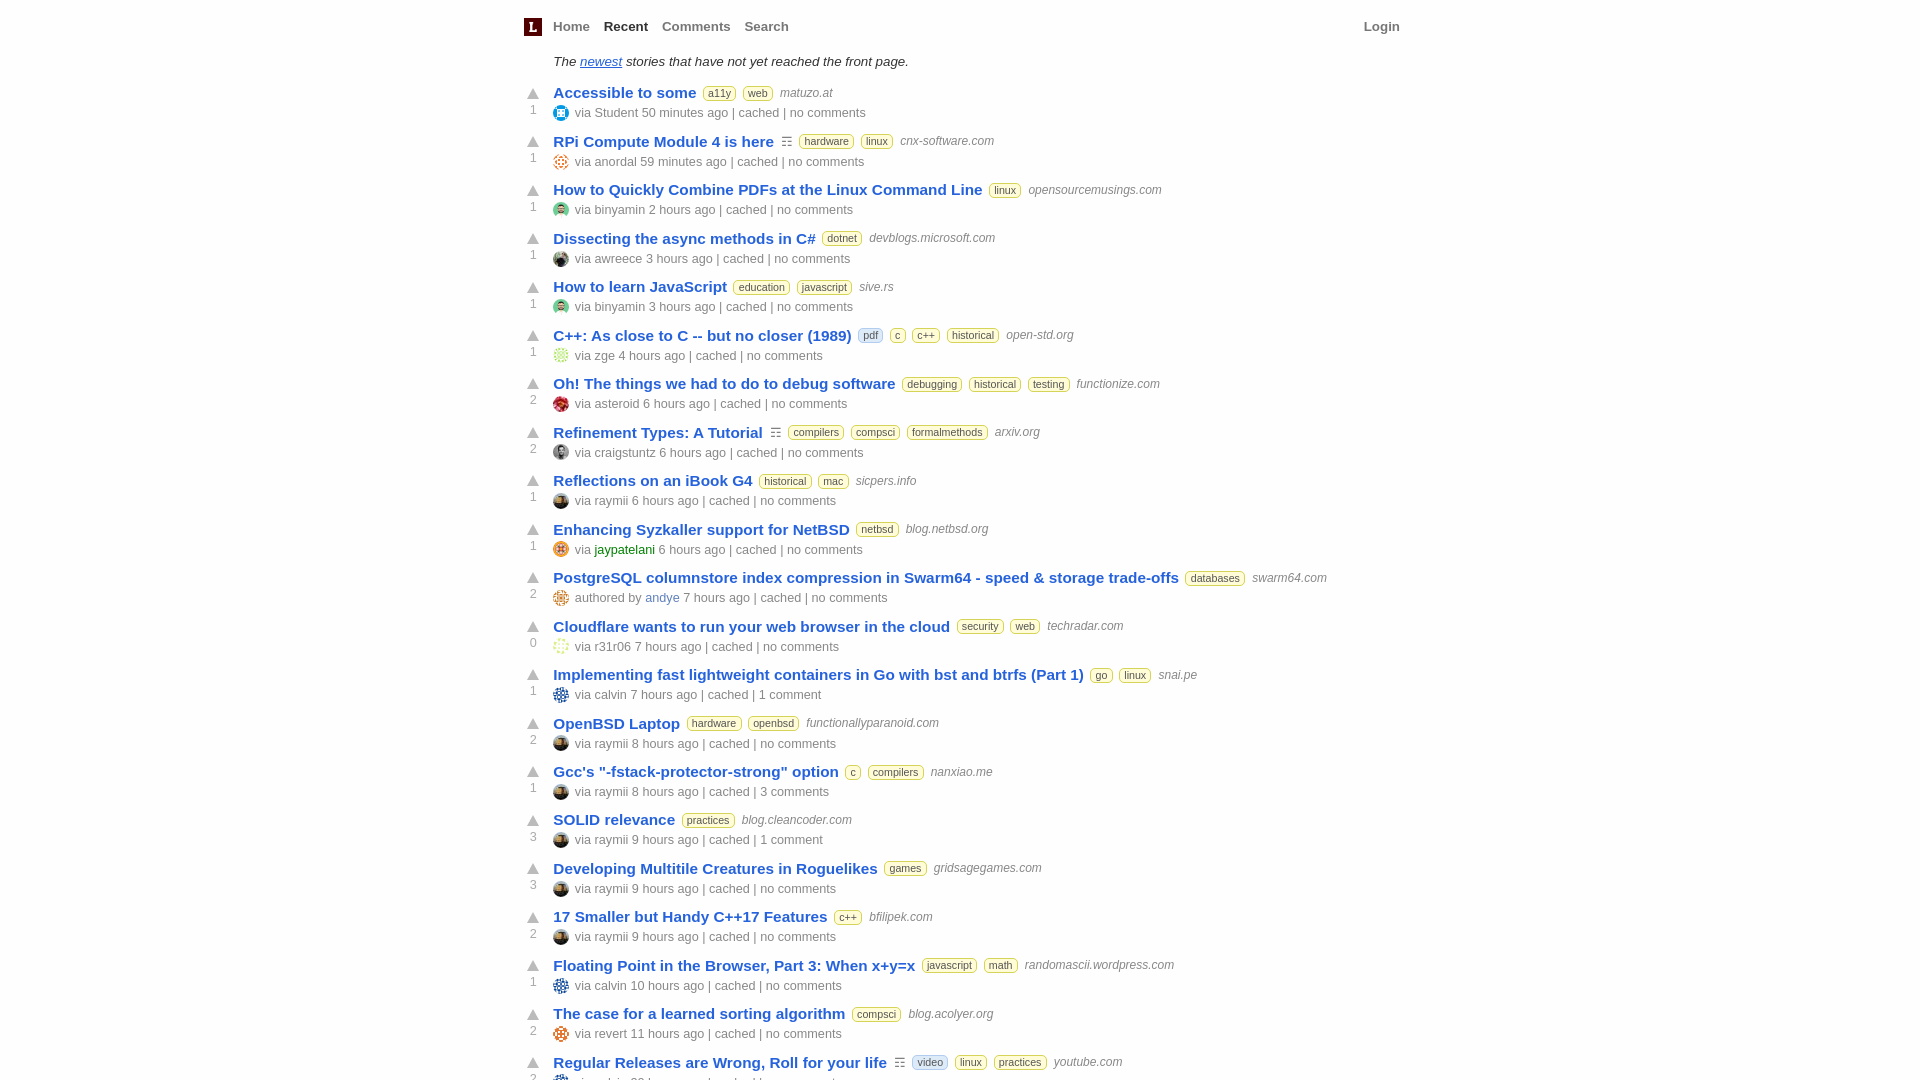 L Home Recent Comments Search Login
The newest stories that have not yet reached the front page.
Accessible to some a11y web matuzo.at
1 via Student 50 minutes ago | cached | no comments
RPi Compute Module 4 is here ☶ hardware linux cnx-software.com
1 via anordal 59 minutes ago | cached | no comments
How to Quickly Combine PDFs at the Linux Command Line linux opensourcemusings.com
1 via binyamin 2 hours ago | cached | no comments
Dissecting the async methods in C# dotnet devblogs.microsoft.com
1 via awreece 3 hours ago | cached | no comments
How to learn JavaScript education javascript sive.rs
1 via binyamin 3 hours ago | cached | no comments
C++: As close to C -- but no closer (1989) pdf c c++ historical open-std.org
1 via zge 4 hours ago | cached | no comments
Oh! The things we had to do to debug software debugging historical testing functionize.com
2 via asteroid 6 hours ago | cached | no comments
Refinement Types: A Tutorial ☶ compilers compsci formalmethods arxiv.org
2 via craigstuntz 6 hours ago | cached | no comments
Reflections on an iBook G4 historical mac sicpers.info
1 via raymii 6 hours ago | cached | no comments
Enhancing Syzkaller support for NetBSD netbsd blog.netbsd.org
1 via jaypatelani 6 hours ago | cached | no comments
PostgreSQL columnstore index compression in Swarm64 - speed & storage trade-offs databases swarm64.com
2 authored by andye 7 hours ago | cached | no comments
Cloudflare wants to run your web browser in the cloud security web techradar.com
0 via r31r06 7 hours ago | cached | no comments
Implementing fast lightweight containers in Go with bst and btrfs (Part 1) go linux snai.pe
1 via calvin 7 hours ago | cached | 1 comment
OpenBSD Laptop hardware openbsd functionallyparanoid.com
2 via raymii 8 hours ago | cached | no comments
Gcc's "-fstack-protector-strong" option c compilers nanxiao.me
1 via raymii 8 hours ago | cached | 3 comments
SOLID relevance practices blog.cleancoder.com
3 via raymii 9 hours ago | cached | 1 comment
Developing Multitile Creatures in Roguelikes games gridsagegames.com
3 via raymii 9 hours ago | cached | no comments
17 Smaller but Handy C++17 Features c++ bfilipek.com
2 via raymii 9 hours ago | cached | no comments
Floating Point in the Browser, Part 3: When x+y=x javascript math randomascii.wordpress.com
1 via calvin 10 hours ago | cached | no comments
The case for a learned sorting algorithm compsci blog.acolyer.org
2 via revert 11 hours ago | cached | no comments
Regular Releases are Wrong, Roll for your life ☶ video linux practices youtube.com